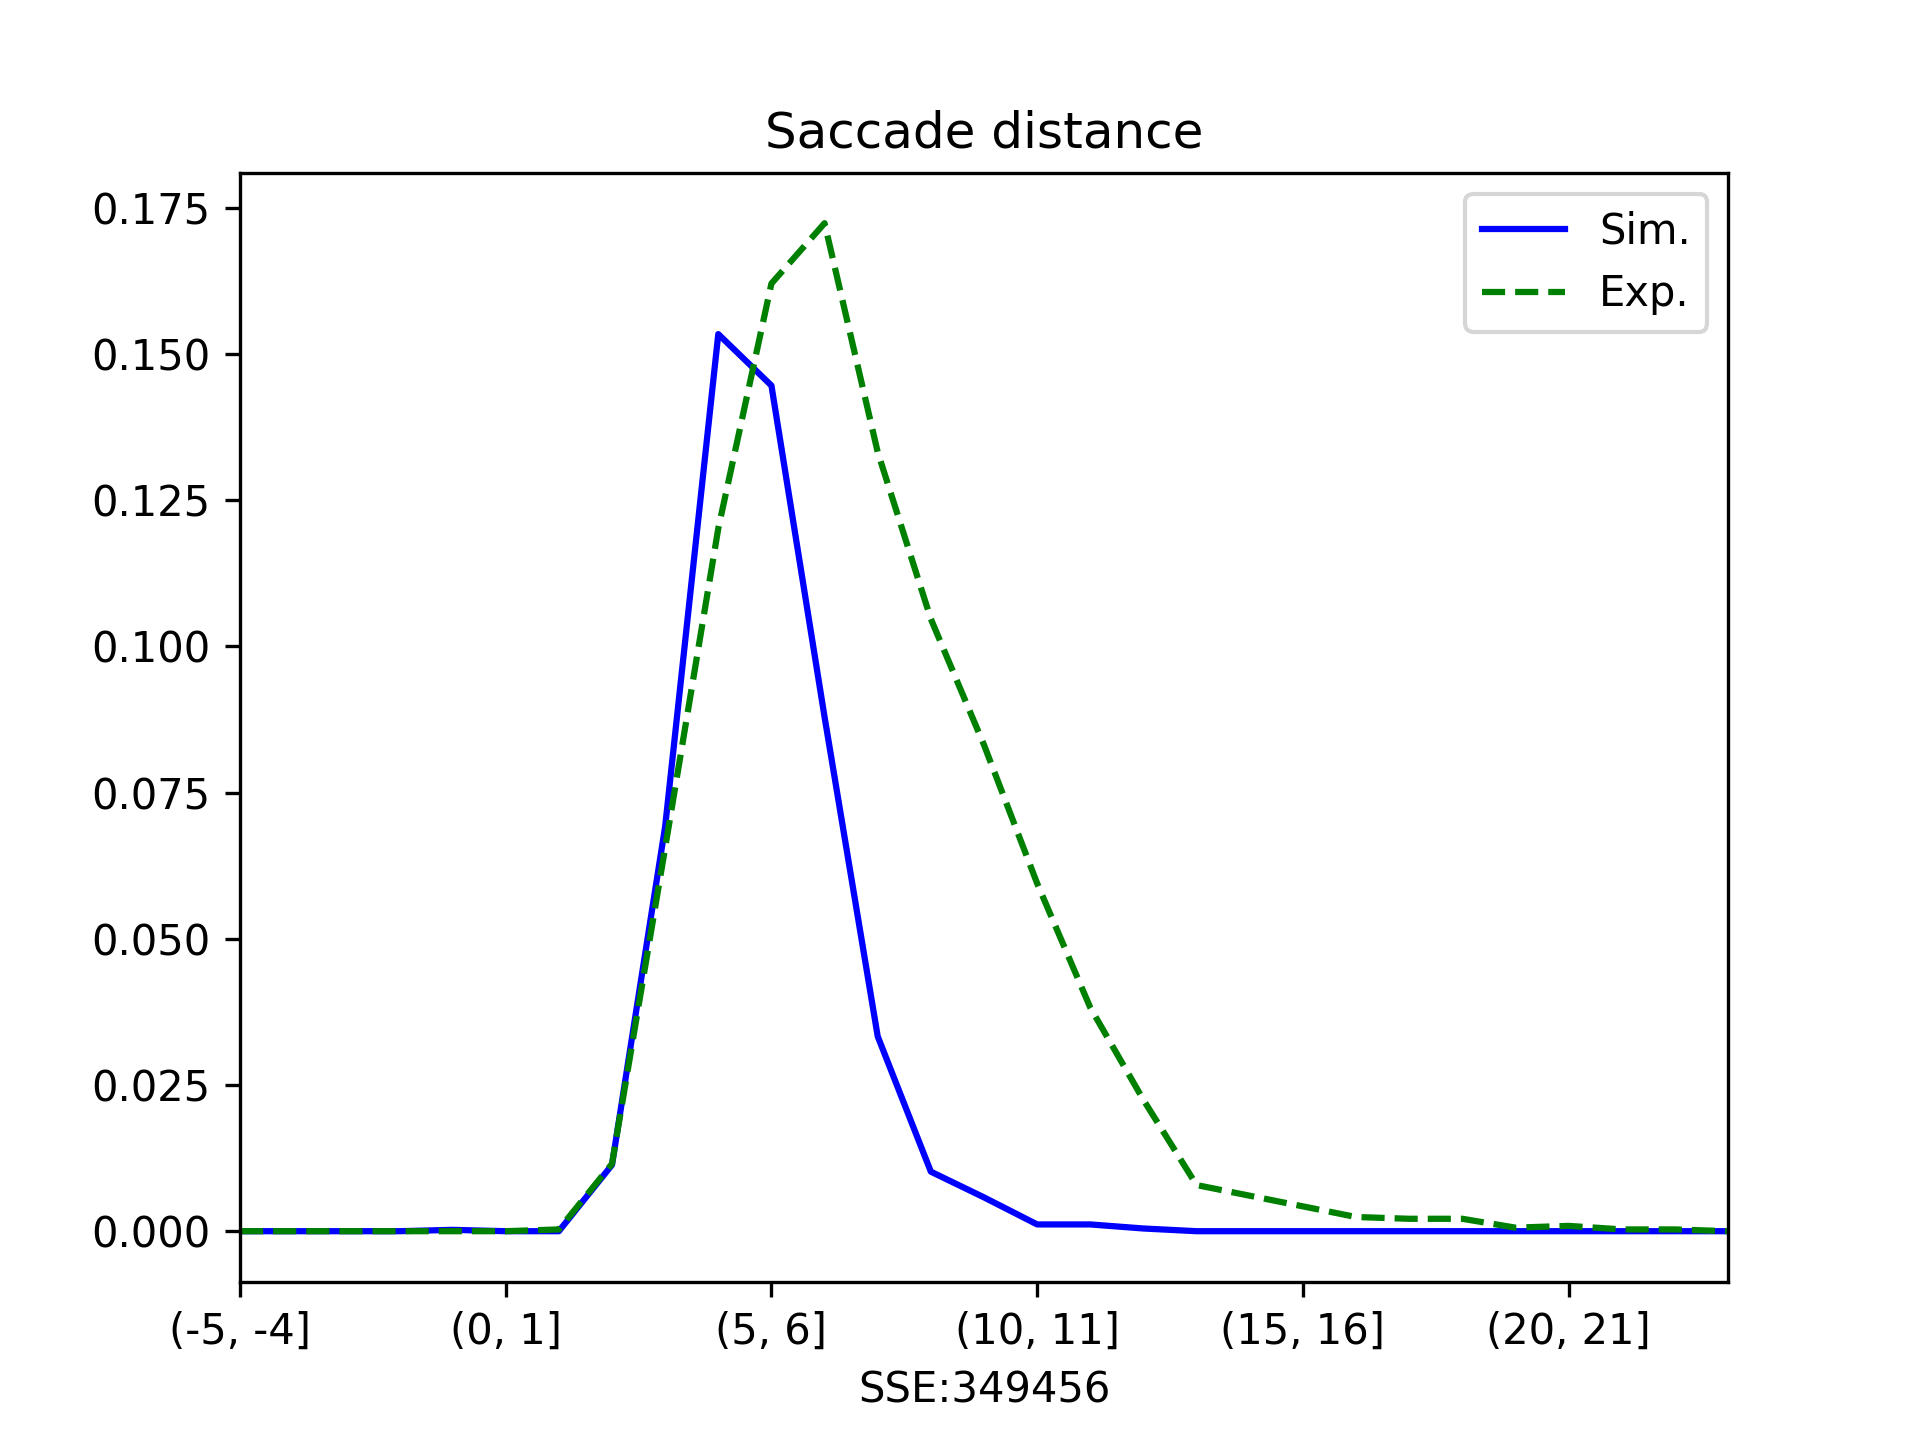 Saccade distance
0.175
0.150
0.125
0.100
0.075
0.050
0.025
0.000
Sim.
Exp.
(-5, -4] (0, 1] (5, 6] (10, 11] (15, 16] (20, 21]
SSE:349456